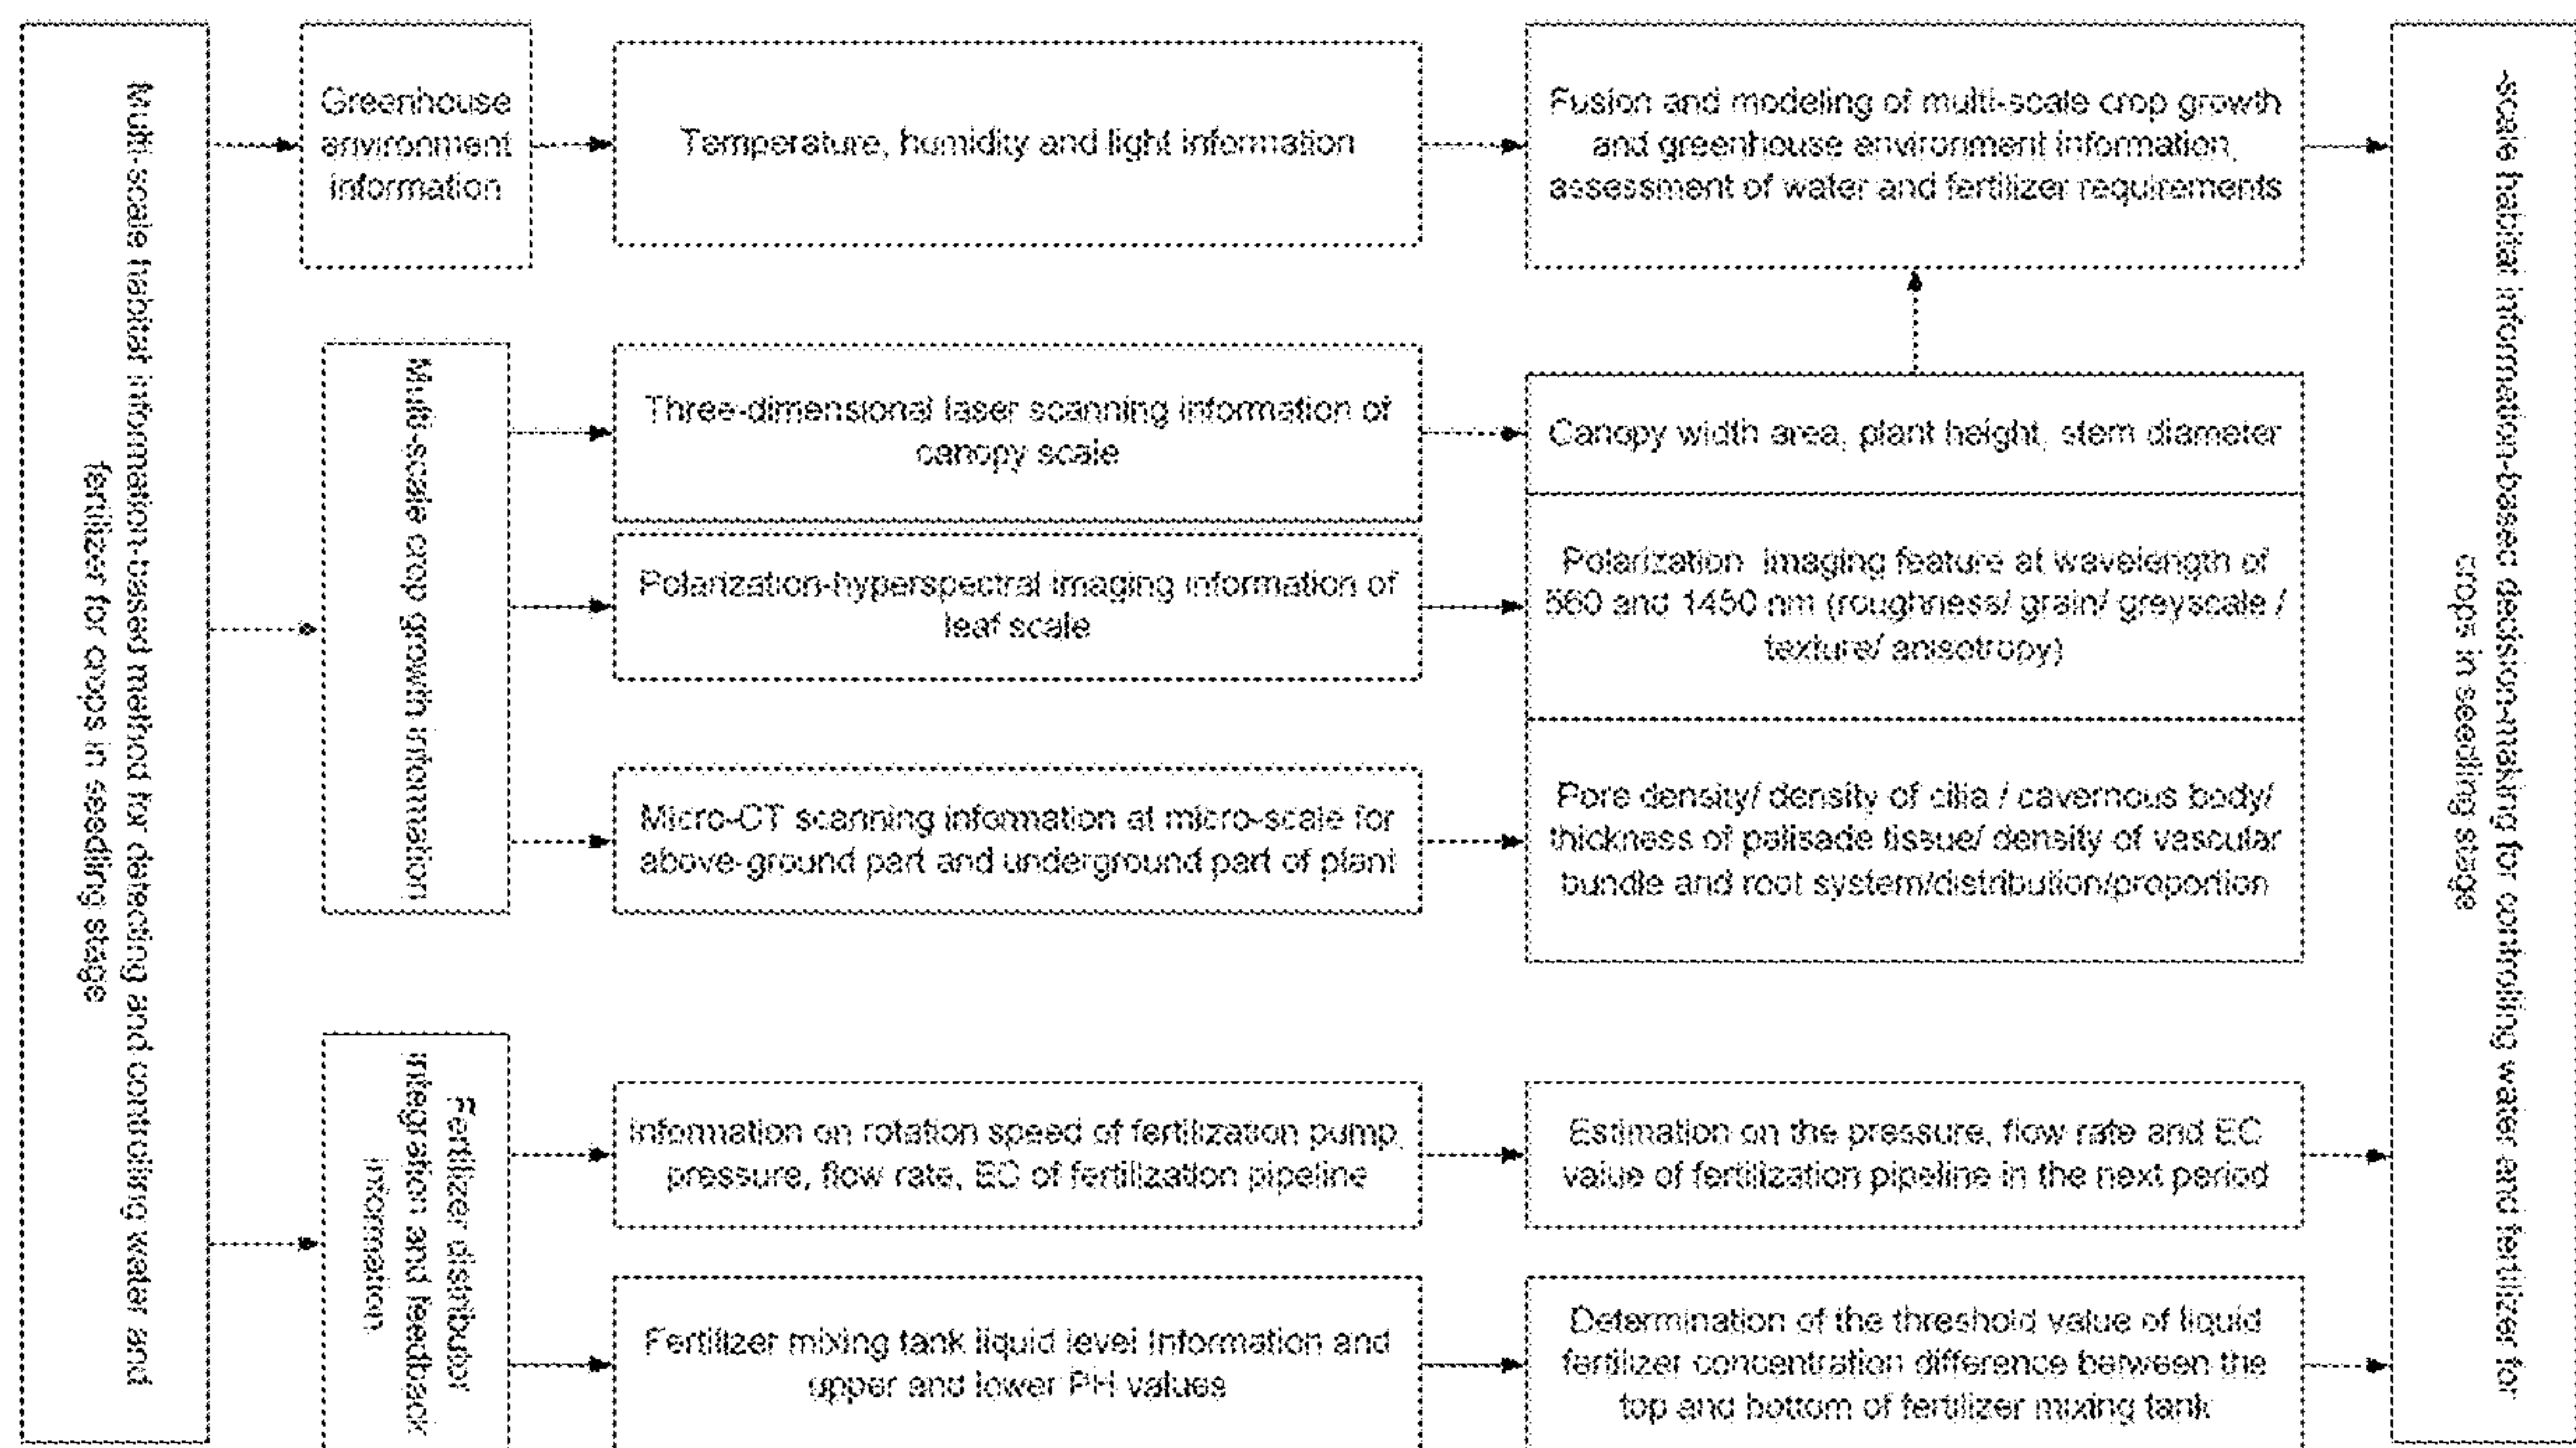 Multi-scale habitat information-based method for detecting and controlling water and
fertilizer for crops in seedling stage
Greenhouse
environment
information
Temperature, humidity and light information
Fusion and modeling of multi-scale crop growth
and greenhouse environment information,
assessment of water and fertilizer requirements
Multi-scale crop growth information
Three-dimensional laser scanning information of
canopy scale
Canopy width area, plant height, stem diameter
Polarization-hyperspectral imaging information of
leaf scale
Polarization imaging feature at wavelength of
560 and 1450 nm (roughness/ grain/ greyscale /
texture/ anisotropy)
Micro-CT scanning information at micro-scale for
above-ground part and underground part of plant
Pore density/ density of cilia / cavernous body/
thickness of palisade tissue/ density of vascular
bundle and root system/distribution/proportion
Fertilizer distributor
integration and feedback
information
Information on rotation speed of fertilization pump,
pressure, flow rate, EC of fertilization pipeline
Estimation on the pressure, flow rate and EC
value of fertilization pipeline in the next period
Fertilizer mixing tank liquid level information and
upper and lower PH values
Determination of the threshold value of liquid
fertilizer concentration difference between the
top and bottom of fertilizer mixing tank
-scale habitat information-based decision-making for controlling water and fertilizer for
crops in seedling stage